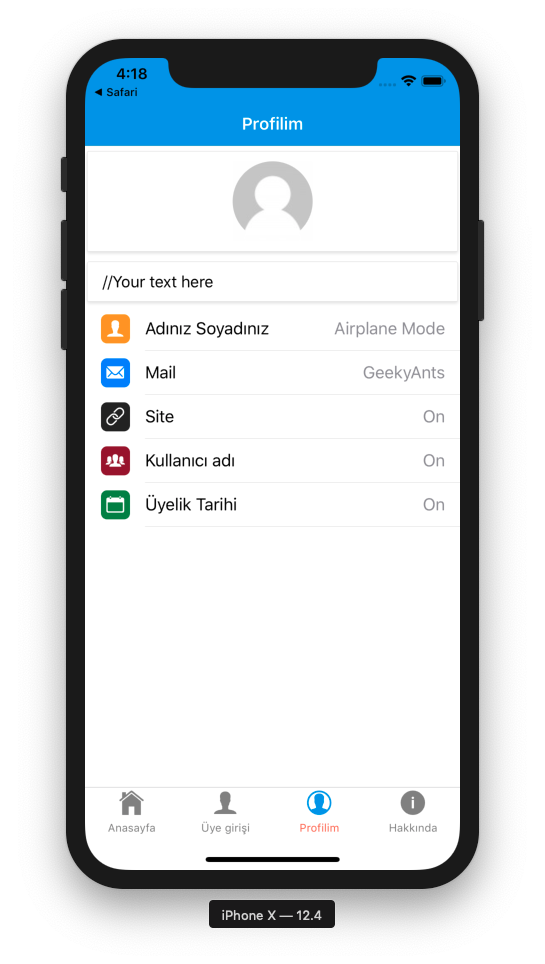 4:18
◀ Safari
Profilim
//Your text here
Adınız Soyadınız Airplane Mode
Mail GeekyAnts
Site On
Kullanıcı adı On
Üyelik Tarihi On
Anasayfa Üye girişi Profilim Hakkında
iPhone X — 12.4